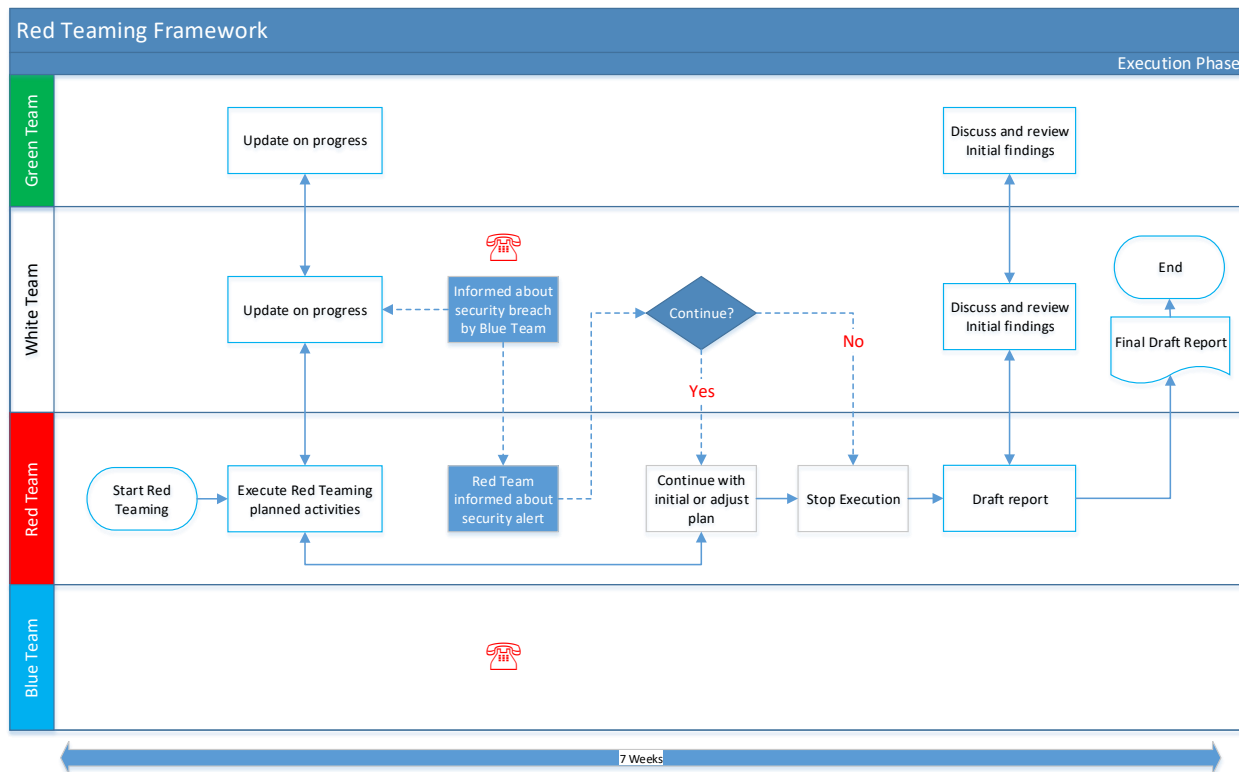 Red Teaming Framework
Execution Phase
Green Team
Update on progress
Discuss and review
Initial findings
White Team
Update on progress
Informed about
security breach
by Blue Team
Continue?
No
Yes
Discuss and review
Initial findings
End
Final Draft Report
Red Team
Start Red
Teaming
Execute Red Teaming
planned activities
Red Team
informed about
security alert
Continue with
initial or adjust
plan
Stop Execution
Draft report
Blue Team
7 Weeks